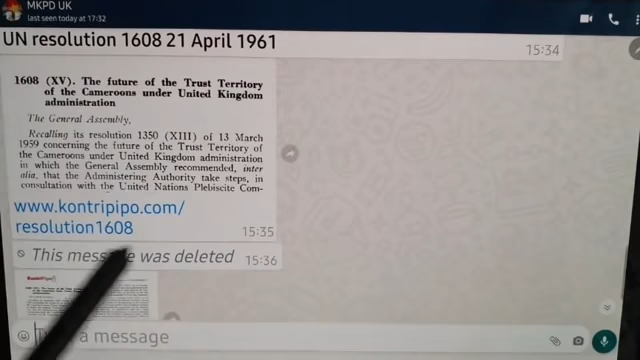 MKPD UK
last seen today at 17:32
UN resolution 1608 21 April 1961
15:34
1608 (XV). The future of the Trust Territory
of the Cameroons under United Kingdom
administration
The General Assembly,
Recalling its resolution 1350 (XIII) of 13 March
1959 concerning the future of the Trust Territory of
the Cameroons under United Kingdom administration
in which the General Assembly recommended, inter
alia, that the Administering Authority take steps, in
consultation with the United Nations Plebiscite Com-
www.kontripipo.com/
resolution1608
15:35
This message was deleted
15:36
a message